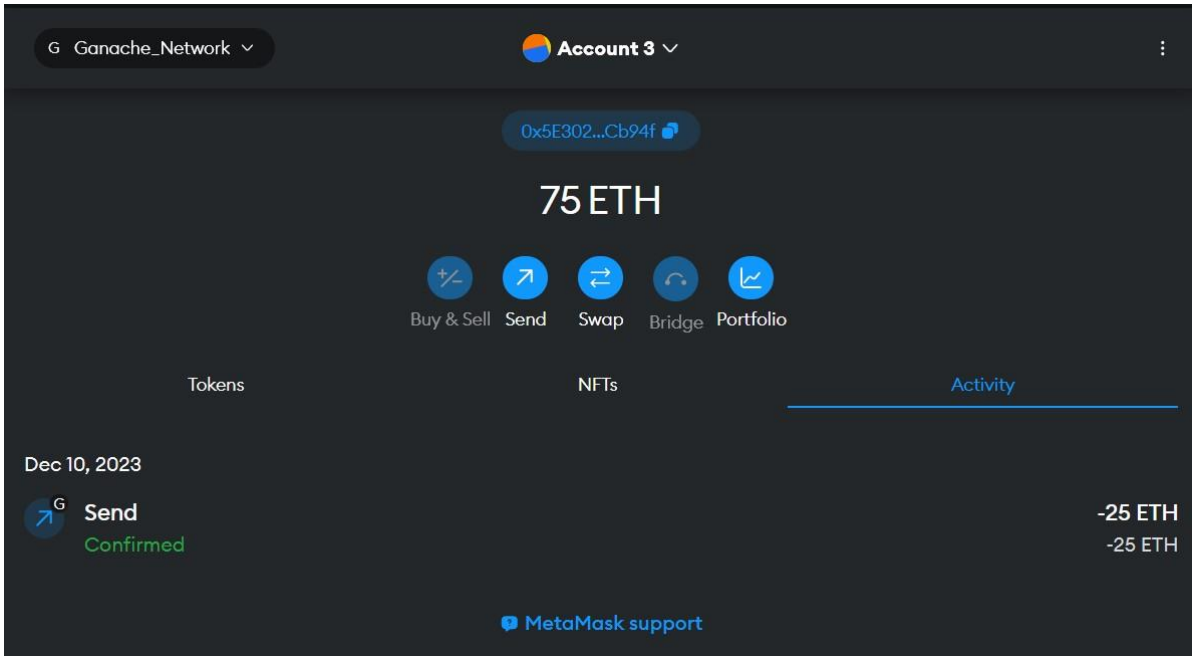 G Ganache_Network
Account 3
0x5E302...Cb94f
75 ETH
Buy & Sell Send Swap Bridge Portfolio
Tokens NFTs Activity
Dec 10, 2023
G
Send -25 ETH
Confirmed -25 ETH
MetaMask support